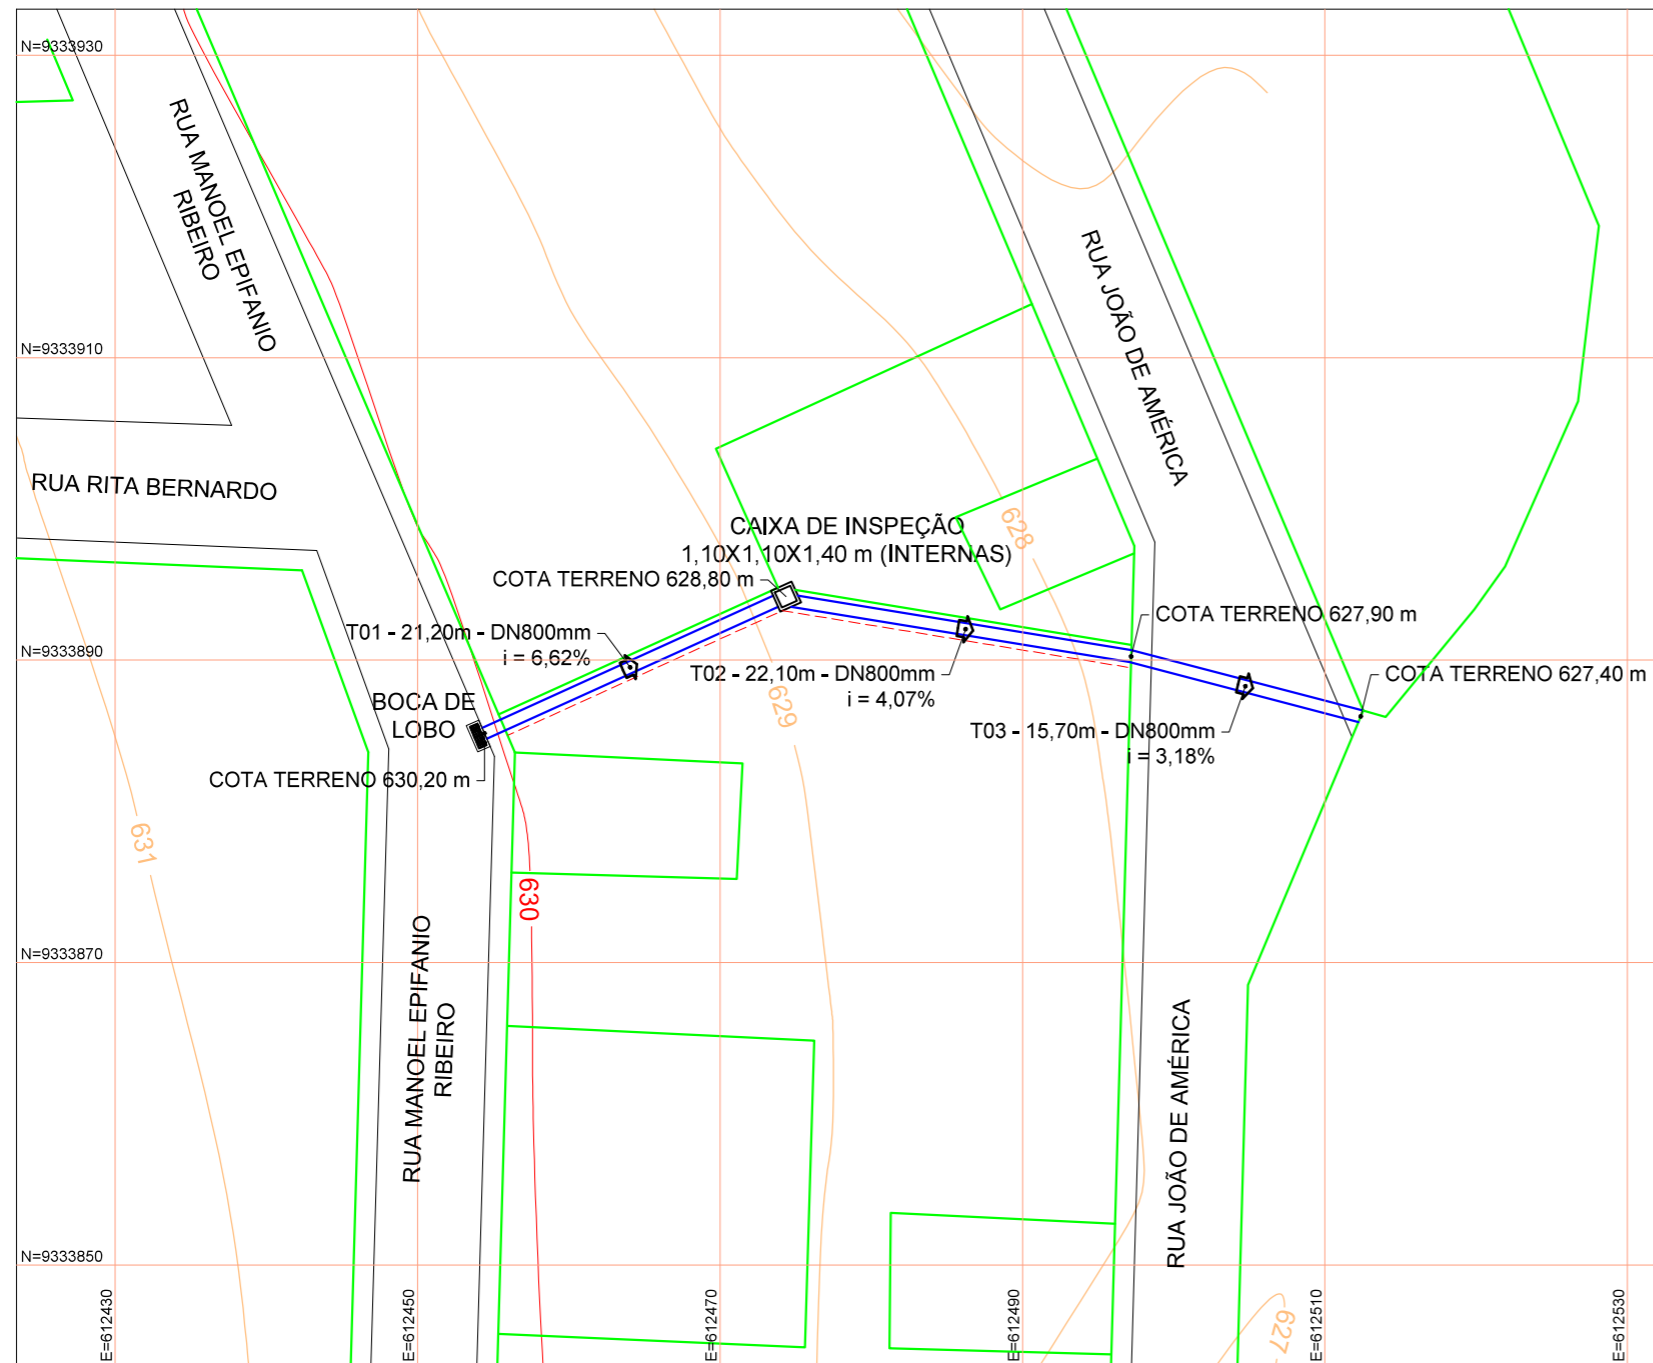 N=9333930
RUA MANOEL EPIFANIO
RIBEIRO
RUA JOÃO DE AMÉRICA
N=9333910
RUA RITA BERNARDO
CAIXA DE INSPEÇÃO
1,10X1,10X1,40 m (INTERNAS)
628
COTA TERRENO 628,80 m
COTA TERRENO 627,90 m
T01 - 21,20m - DN800mm
i = 6,62%
N=9333890
T02 - 22,10m - DN800mm
i = 4,07%
COTA TERRENO 627,40 m
BOCA DE
LOBO
629
T03 - 15,70m - DN800mm
i = 3,18%
COTA TERRENO 630,20 m
631
630
N=9333870
RUA MANOEL EPIFANIO
RIBEIRO
RUA JOÃO DE AMÉRICA
N=9333850
627
E=612430
E=612450
E=612470
E=612490
E=612510
E=612530